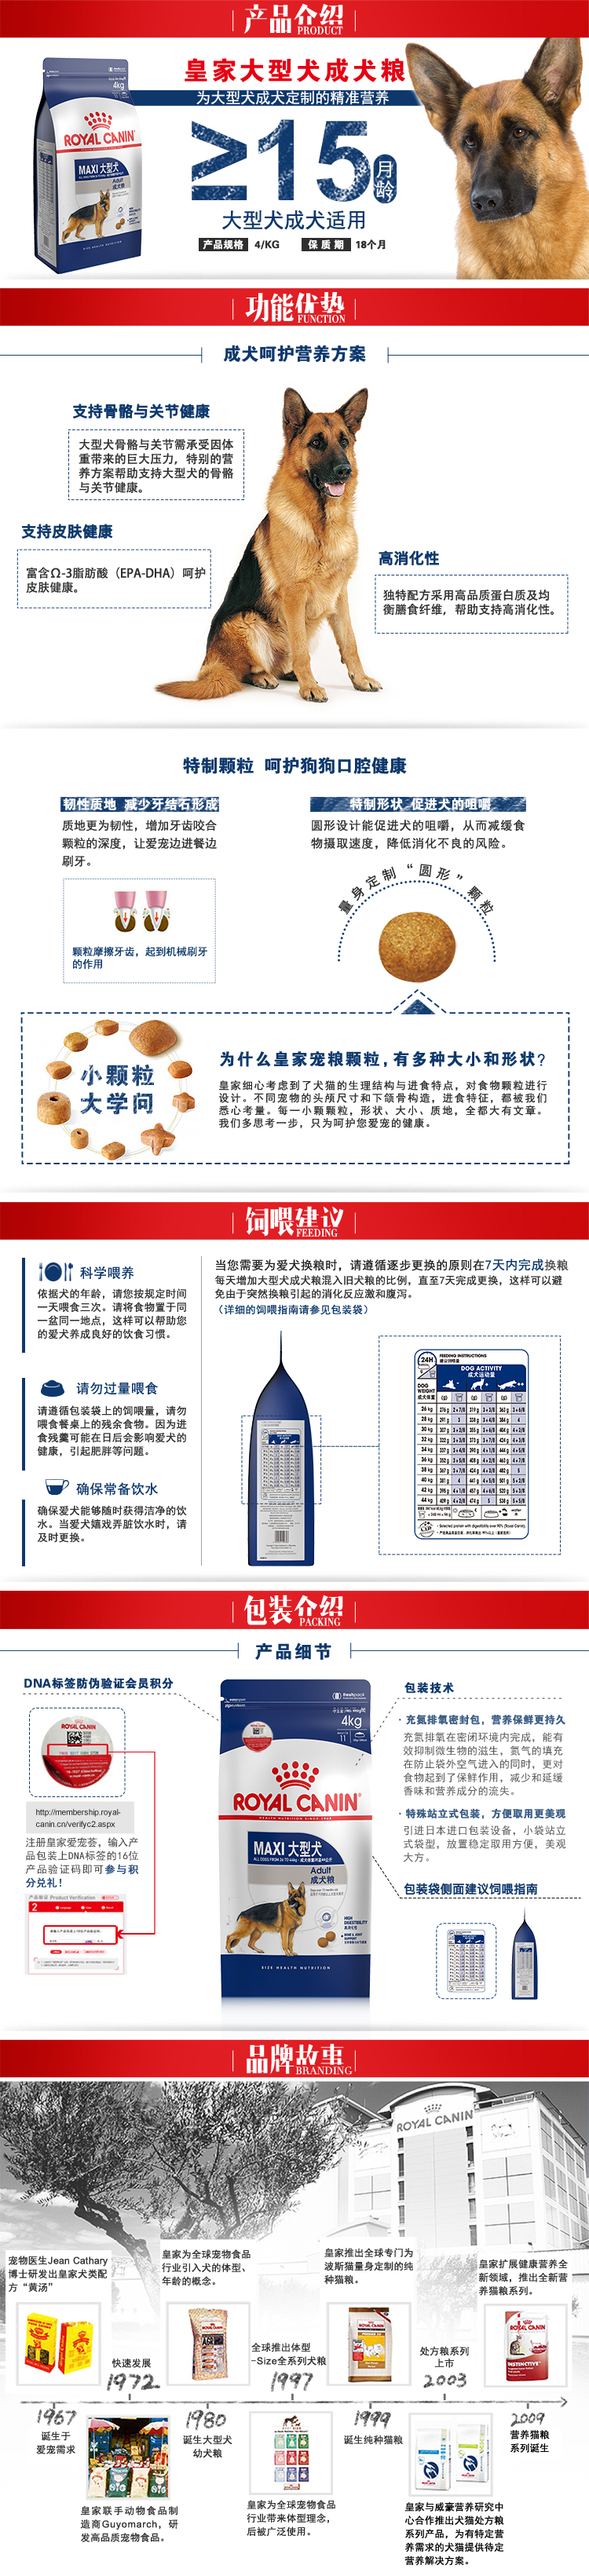 产品介绍
PRODUCT
皇家大型犬成犬粮
为大型犬成犬定制的精准营养
≥15月龄
大型犬成犬适用
产品规格 4/KG 保质期 18个月
4kg
ROYAL CANIN
MAXI 大型犬
Adult
成犬粮
功能优势
FUNCTION
成犬呵护营养方案
支持骨骼与关节健康
大型犬骨骼与关节需承受因体
重带来的巨大压力，特别的营
养方案帮助支持大型犬的骨骼
与关节健康。
支持皮肤健康
富含Ω-3脂肪酸（EPA-DHA）呵护
皮肤健康。
高消化性
独特配方采用高品质蛋白质及均
衡膳食纤维，帮助支持高消化性。
特制颗粒 呵护狗狗口腔健康
韧性质地 减少牙结石形成
质地更为韧性，增加牙齿咬合
颗粒的深度，让爱宠边进餐边
刷牙。
颗粒摩擦牙齿，起到机械刷牙
的作用
特制形状 促进犬的咀嚼
圆形设计能促进犬的咀嚼，从而减缓食
物摄取速度，降低消化不良的风险。
量身定制“圆形”颗粒
小颗粒
大学问
为什么皇家宠粮颗粒，有多种大小和形状？
皇家细心考虑到了犬猫的生理结构与进食特点，对食物颗粒进行
设计。不同宠物的头颅尺寸和下颌骨构造，进食特征，都被我们
悉心考量。每一小颗颗粒，形状、大小、质地，全都大有文章。
我们多思考一步，只为呵护您爱宠的健康。
饲喂建议
FEEDING
科学喂养
依据犬的年龄，请您按规定时间
一天喂食三次。请将食物置于同
一盆同一地点，这样可以帮助您
的爱犬养成良好的饮食习惯。
请勿过量喂食
请遵循包装袋上的饲喂量，请勿
喂食餐桌上的残余食物。因为进
食残羹可能在日后会影响爱犬的
健康，引起肥胖等问题。
确保常备饮水
确保爱犬能够随时获得洁净的饮
水。当爱犬嬉戏弄脏饮水时，请
及时更换。
当您需要为爱犬换粮时，请遵循逐步更换的原则在7天内完成换粮
每天增加大型犬成犬粮混入旧犬粮的比例，直至7天完成更换，这样可以避
免由于突然换粮引起的消化反应激和腹泻。
（详细的饲喂指南请参见包装袋）
24H
FEEDING INSTRUCTIONS
DOG ACTIVITY
成犬运动量
DOG
WEIGHT
成犬体重
26 kg
28 kg
30 kg
32 kg
34 kg
36 kg
38 kg
40 kg
42 kg
44 kg
包装介绍
PACKING
产品细节
DNA标签防伪验证会员积分
ROYAL CANIN
http://membership.royal-
canin.cn/verifyc2.aspx
注册皇家爱宠荟，输入产
品包装上DNA标签的16位
产品验证码即可参与积
分兑礼！
产品验证 Product Verification
2
4kg
ROYAL CANIN
MAXI 大型犬
Adult
成犬粮
HIGH
DIGESTIBILITY
BONE & JOINT
SUPPORT
SIZE HEALTH NUTRITION
包装技术
· 充氮排氧密封包，营养保鲜更持久
充氮排氧在密闭环境内完成，能有
效抑制微生物的滋生，氮气的填充
在防止袋外空气进入的同时，更对
食物起到了保鲜作用，减少和延缓
香味和营养成分的流失。
· 特殊站立式包装，方便取用更美观
引进日本进口包装设备，小袋站立
式袋型，放置稳定取用方便，美观
大方。
包装袋侧面建议饲喂指南
品牌故事
BRANDING
ROYAL CANIN
宠物医生Jean Cathary
博士研发出皇家犬类配
方“黄汤”
皇家为全球宠物食品
行业引入犬的体型、
年龄的概念。
皇家推出全球专门为
波斯猫量身定制的纯
种猫粮。
皇家扩展健康营养全
新领域，推出全新营
养猫粮系列。
快速发展
1972
全球推出体型
-Size全系列犬粮
1997
处方粮系列
上市
2003
1967
诞生于
爱宠需求
1980
诞生大型犬
幼犬粮
1999
诞生纯种猫粮
2009
营养猫粮
系列诞生
皇家联手动物食品制
造商Guyomarch，研
发高品质宠物食品。
皇家为全球宠物食品
行业带来体型理念，
后被广泛使用。
皇家与威豪营养研究中
心合作推出犬猫处方粮
系列产品，为有特定营
养需求的犬猫提供待定
营养解决方案。